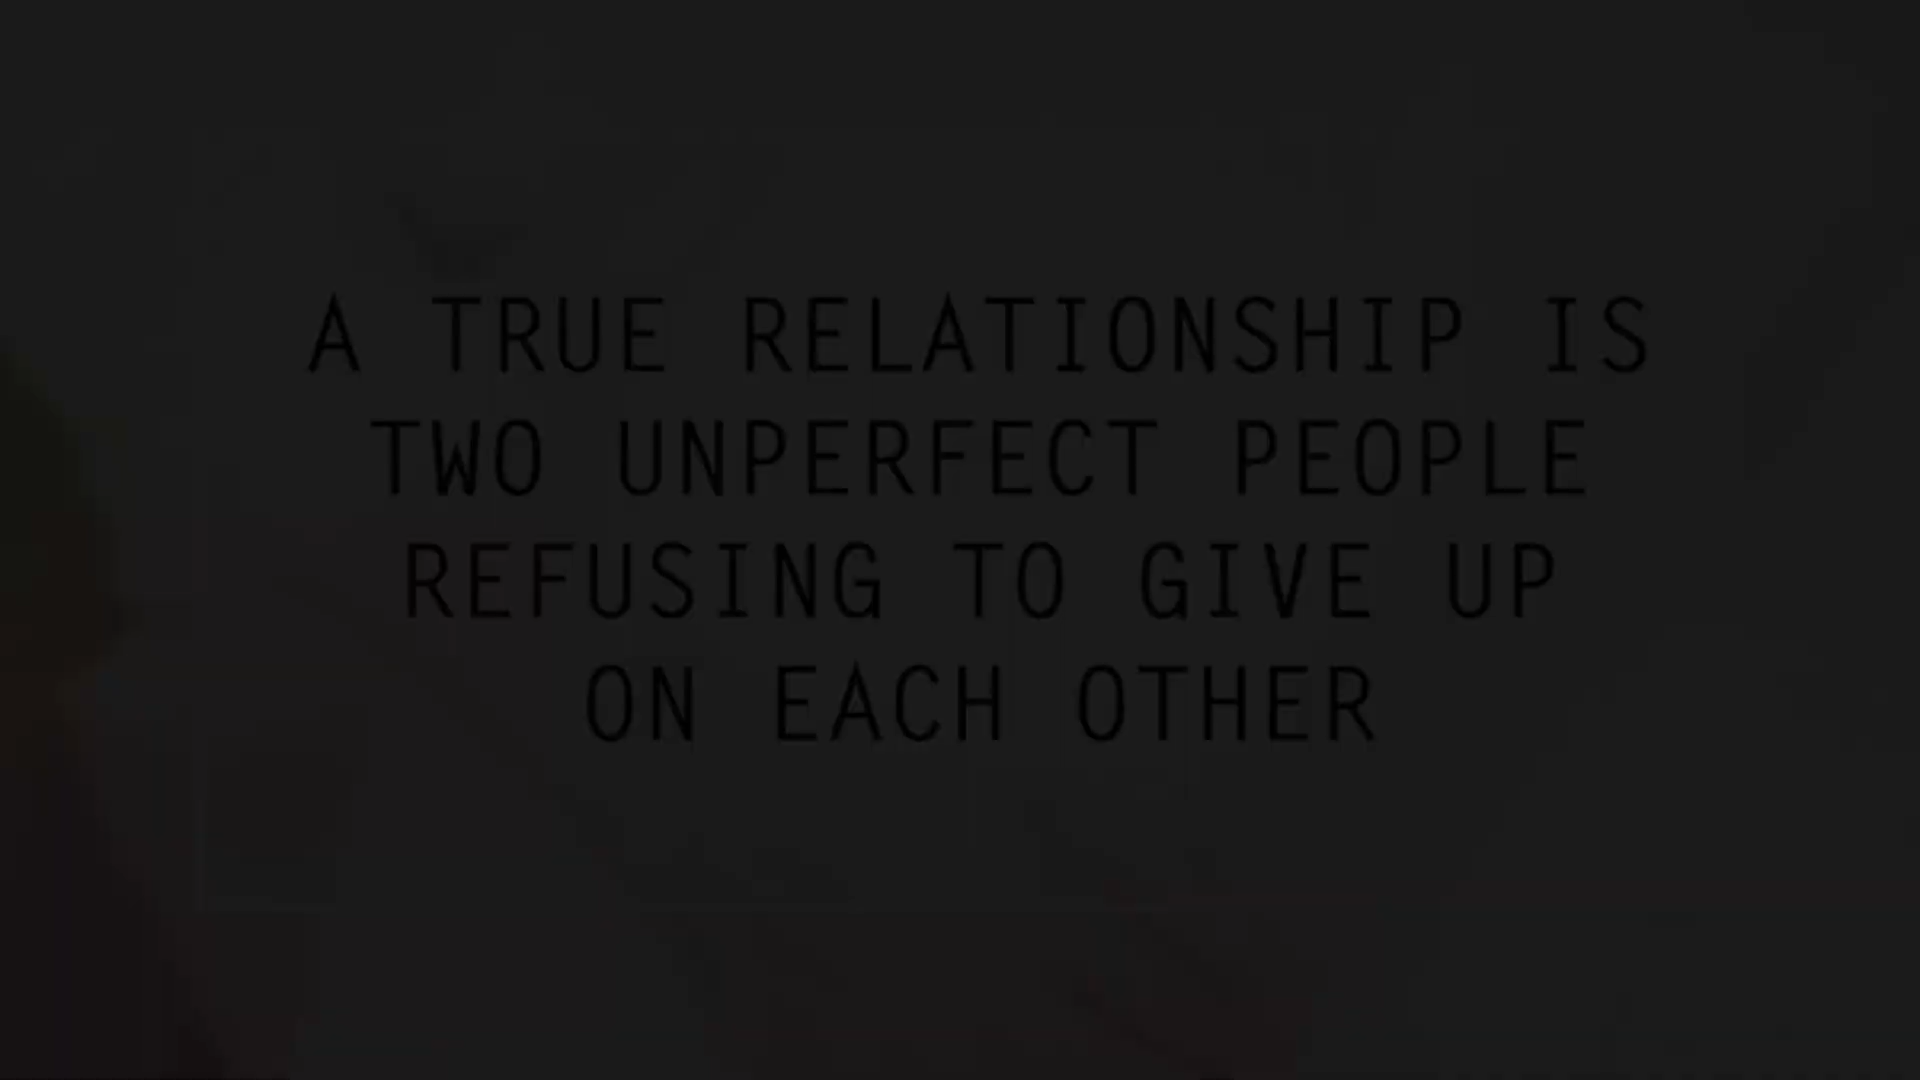 A TRUE RELATIONSHIP IS
TWO UNPERFECT PEOPLE
REFUSING TO GIVE UP
ON EACH OTHER